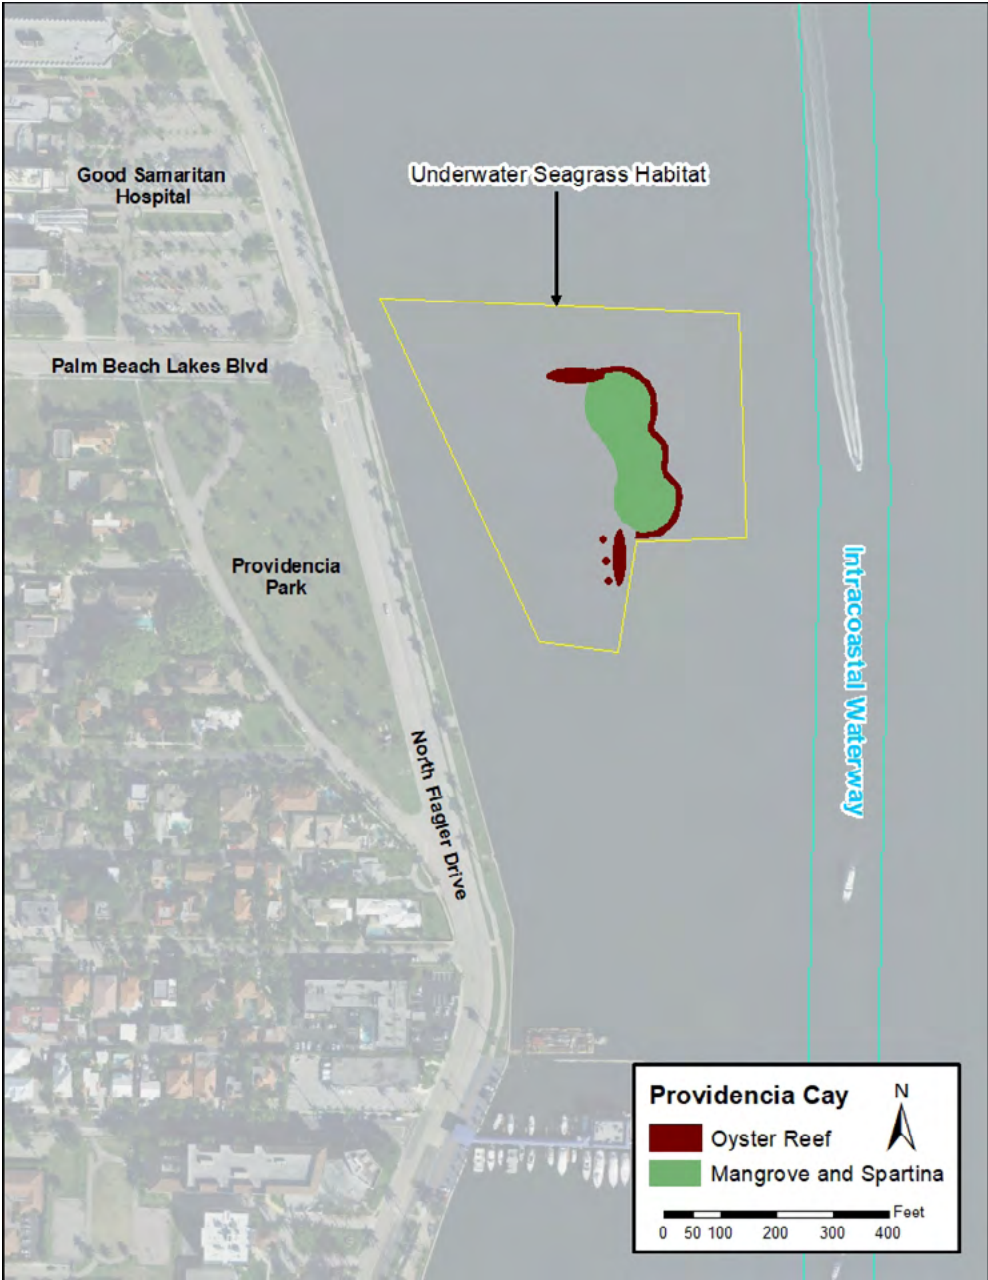 Good Samaritan
Hospital
Underwater Seagrass Habitat
Palm Beach Lakes Blvd
Providencia
Park
Intracoastal Waterway
North Flagler Drive
Providencia Cay
N
Oyster Reef
Mangrove and Spartina
Feet
0 50 100 200 300 400